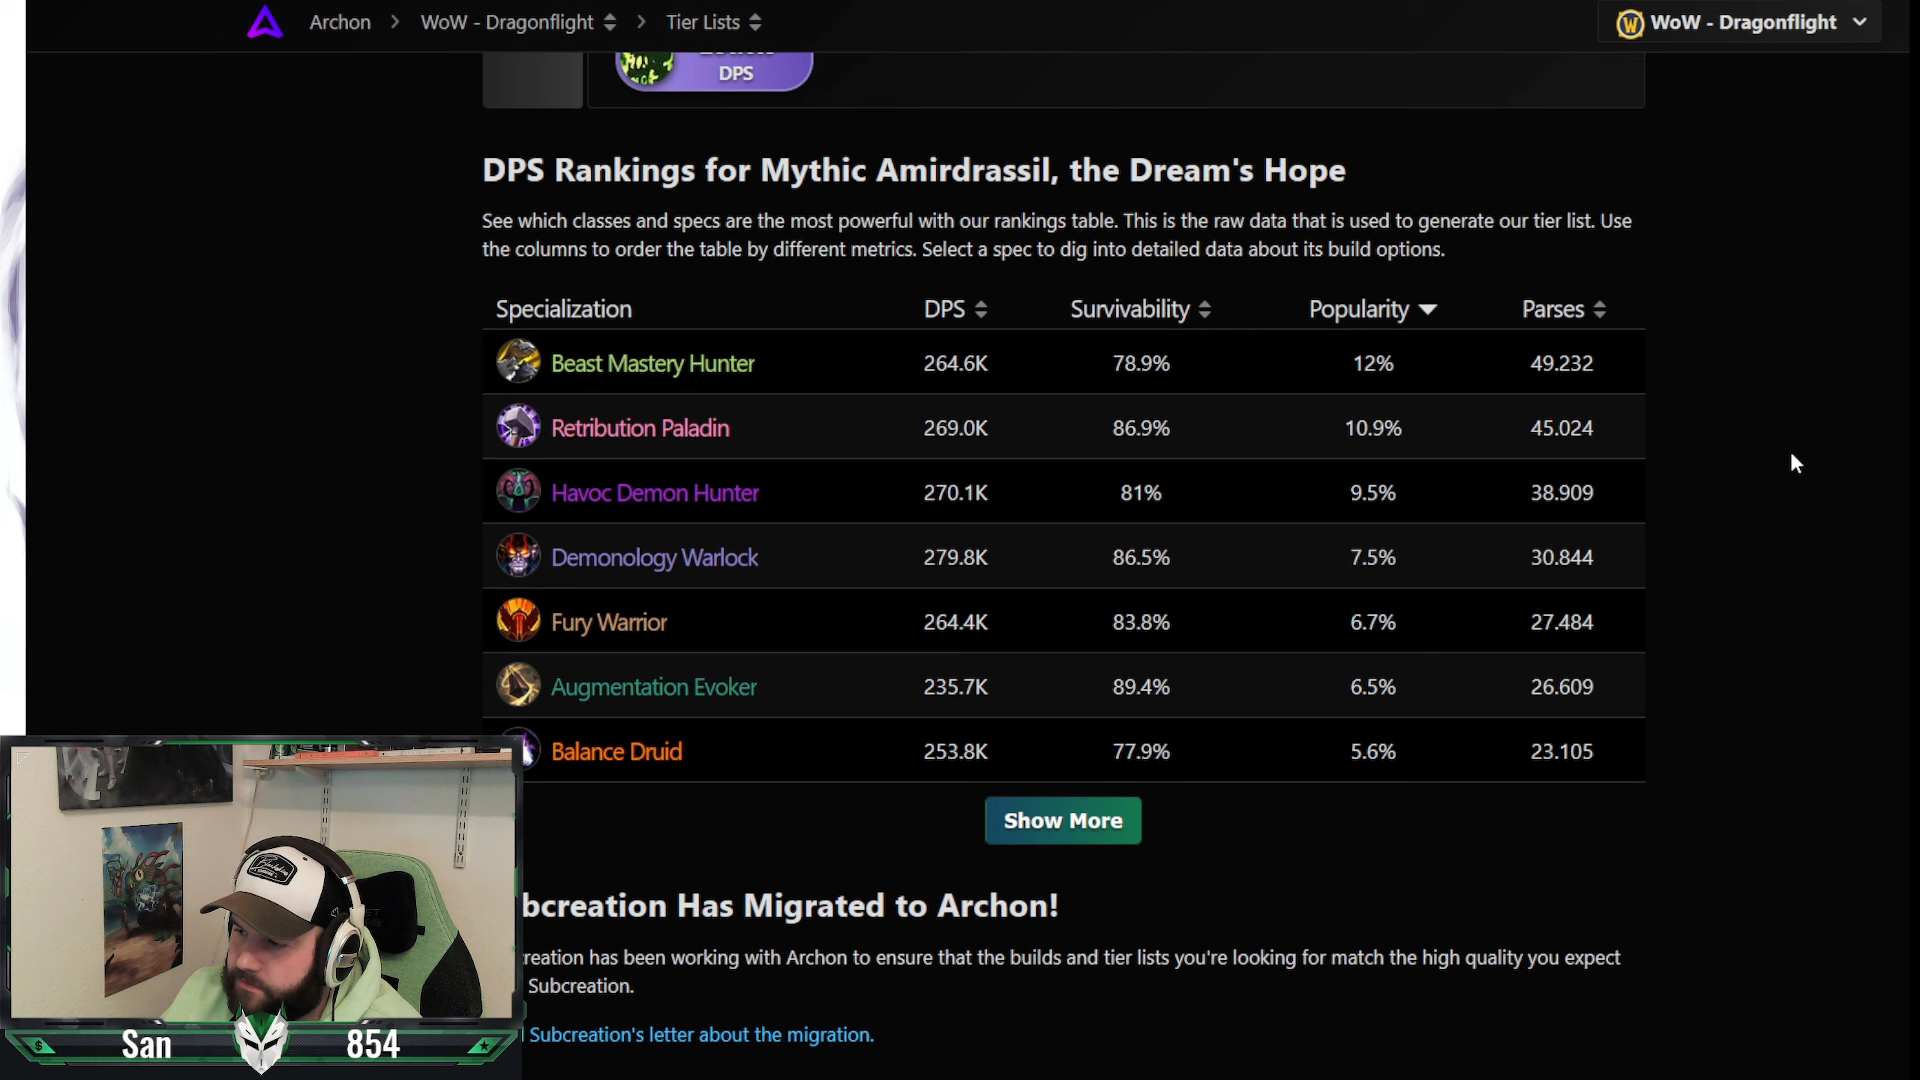 Archon > WoW - Dragonflight > Tier Lists
WoW - Dragonflight
DPS
DPS Rankings for Mythic Amirdrassil, the Dream's Hope
See which classes and specs are the most powerful with our rankings table. This is the raw data that is used to generate our tier list. Use
the columns to order the table by different metrics. Select a spec to dig into detailed data about its build options.
Specialization DPS Survivability Popularity Parses
Beast Mastery Hunter 264.6K 78.9% 12% 49.232
Retribution Paladin 269.0K 86.9% 10.9% 45.024
Havoc Demon Hunter 270.1K 81% 9.5% 38.909
Demonology Warlock 279.8K 86.5% 7.5% 30.844
Fury Warrior 264.4K 83.8% 6.7% 27.484
Augmentation Evoker 235.7K 89.4% 6.5% 26.609
Balance Druid 253.8K 77.9% 5.6% 23.105
Show More
bcreation Has Migrated to Archon!
reation has been working with Archon to ensure that the builds and tier lists you're looking for match the high quality you expect
Subcreation.
Subcreation's letter about the migration.
San 854